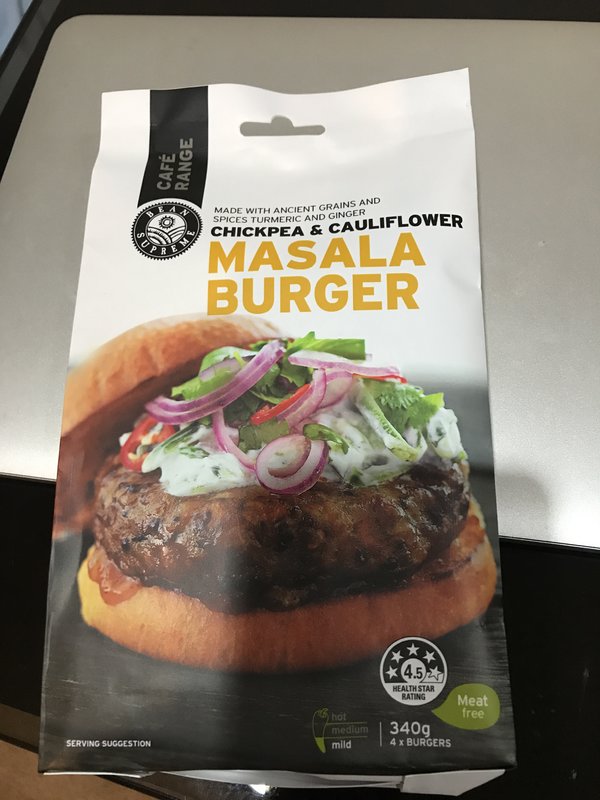 CAFÉ
RANGE
BEAN
SUPREME
MADE WITH ANCIENT GRAINS AND
SPICES TURMERIC AND GINGER
CHICKPEA & CAULIFLOWER
MASALA
BURGER
4.5
HEALTH STAR
RATING
Meat
free
hot
medium
mild
340g
4 x BURGERS
SERVING SUGGESTION